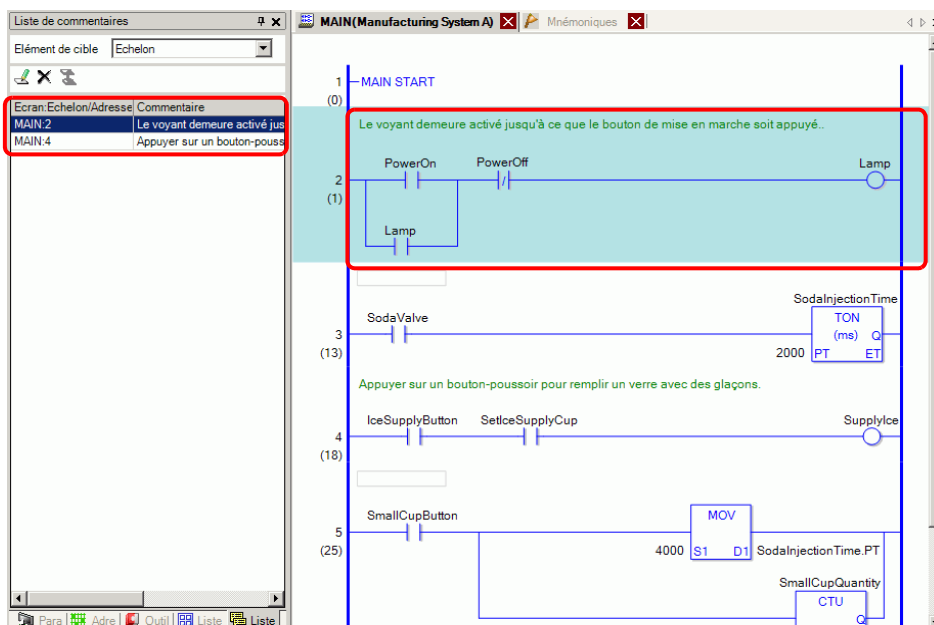 Liste de commentaires
Elément de cible Echelon
Ecran:Echelon/Adresse Commentaire
MAIN:2 Le voyant demeure activé jus
MAIN:4 Appuyer sur un bouton-pouss
Para Adre Outil Liste Liste
MAIN(Manufacturing System A) Mnémoniques
1 MAIN START
(0)
Le voyant demeure activé jusqu'à ce que le bouton de mise en marche soit appuyé..
PowerOn PowerOff Lamp
2
(1)
Lamp
SodaInjectionTime
SodaValve TON
3 (ms) Q
(13) 2000 PT ET
Appuyer sur un bouton-poussoir pour remplir un verre avec des glaçons.
IceSupplyButton SetIceSupplyCup SupplyIce
4
(18)
SmallCupButton MOV
5
(25) 4000 S1 D1 SodaInjectionTime.PT
SmallCupQuantity
CTU
Q